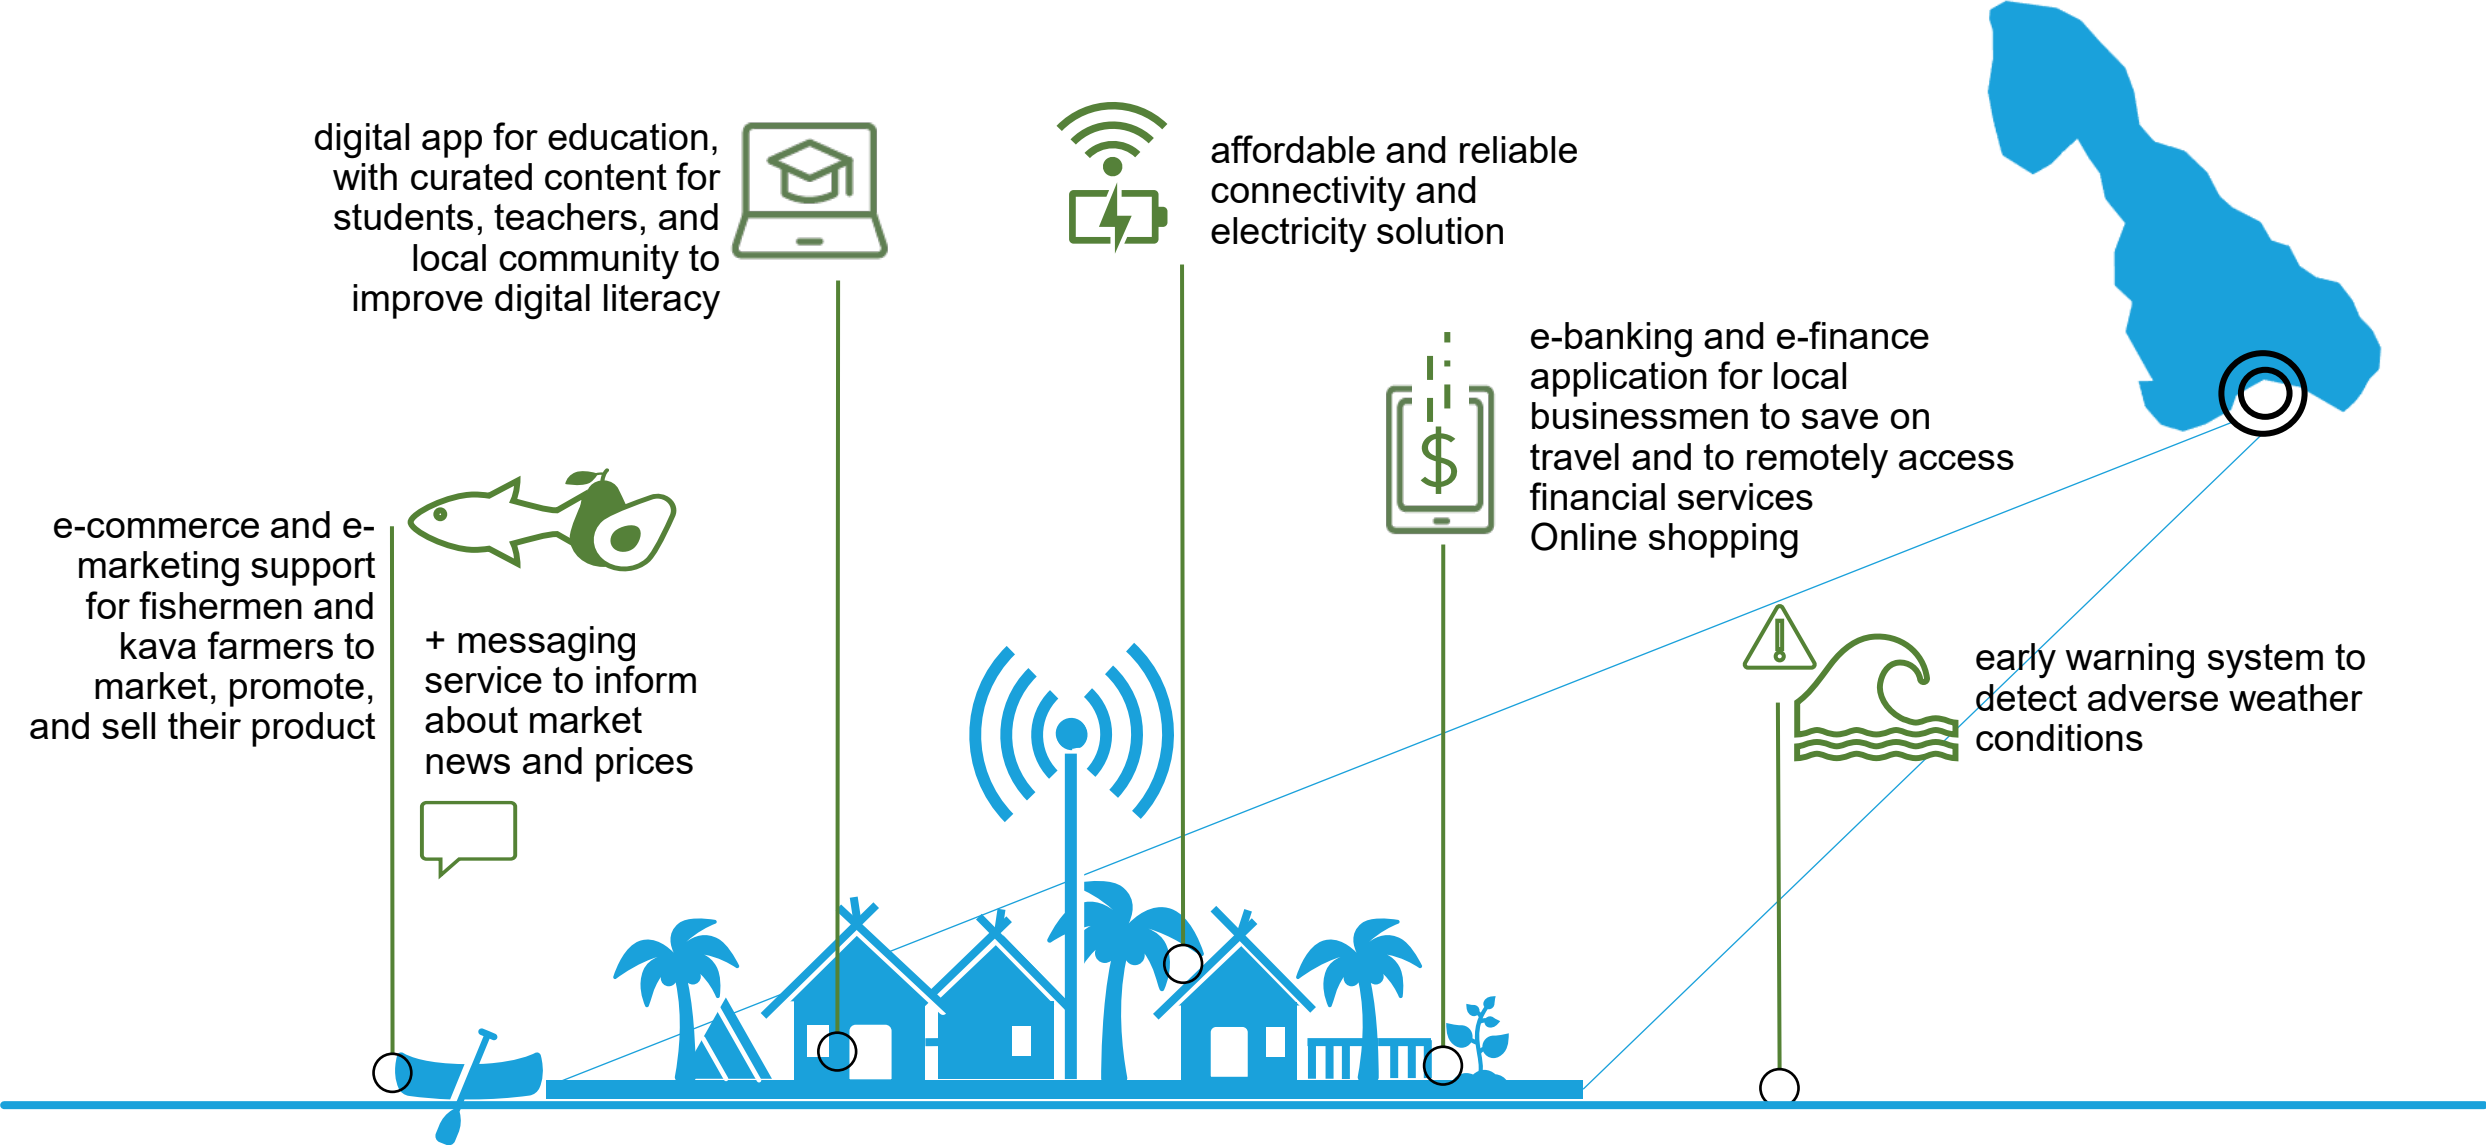 digital app for education,
with curated content for
students, teachers, and
local community to
improve digital literacy
affordable and reliable
connectivity and
electricity solution
e-banking and e-finance
application for local
businessmen to save on
travel and to remotely access
financial services
Online shopping
$
e-commerce and e-
marketing support
for fishermen and
kava farmers to
market, promote,
and sell their product
+ messaging
service to inform
about market
news and prices
early warning system to
detect adverse weather
conditions